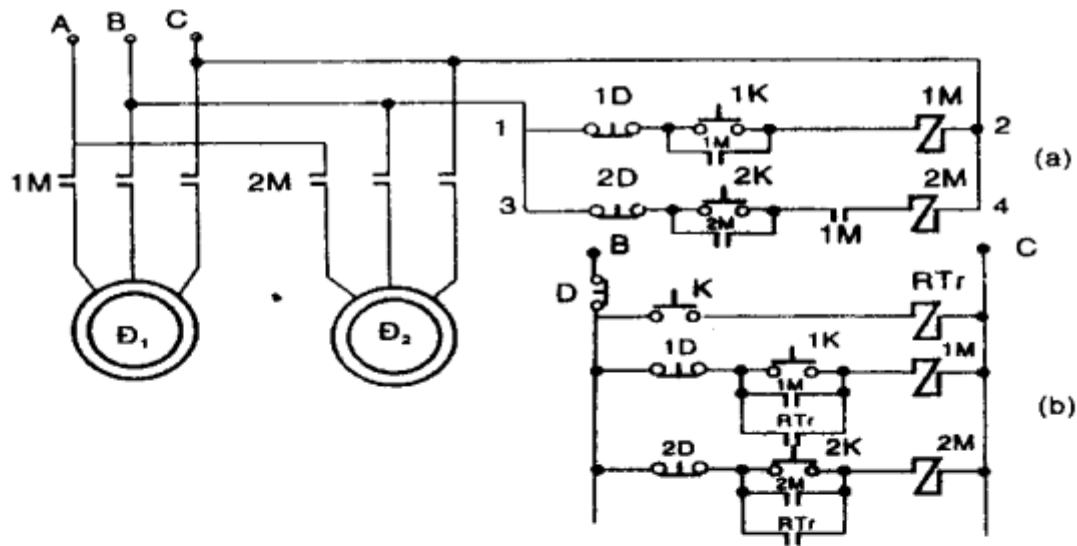 A B C
1D 1K 1M
1 1M 2 (a)
1M 2M 2D 2K 2M
3 2M 1M 4
B C
D K RTr
1D 1K 1M
Đ₁ Đ₂ 1M
RTr (b)
2D 2K 2M
2M
RTr